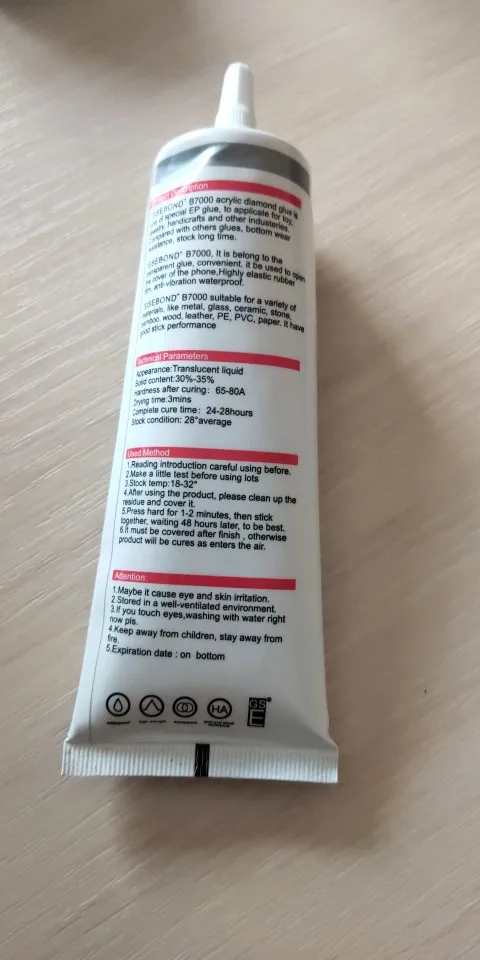 Description
B7000 acrylic diamond glue is
of special EP glue, to applicate for toy,
jewelry, handicrafts and other industeries.
Compared with others glues, bottom wear
resistance, stock long time.
GSEBOND® B7000, It is belong to the
transparent glue, convenient, it be used to open
the cover of the phone,Highly elastic rubber
anti-vibration waterproof.
GSEBOND® B7000 suitable for a variety of
materials, like metal, glass, ceramic, stone,
bamboo, wood, leather, PE, PVC, paper. It have
good stick performance
Technical Parameters
Appearance:Translucent liquid
Solid content:30%-35%
Hardness after curing: 65-80A
Drying time:3mins
Complete cure time: 24-28hours
Stock condition: 28°average
Used Method
1.Reading introduction careful using before.
2.Make a little test before using lots
3.Stock temp:18-32°
4.After using the product, please clean up the
residue and cover it.
5.Press hard for 1-2 minutes, then stick
together, waiting 48 hours later, to be best.
6.It must be covered after finish , otherwise
product will be cures as enters the air.
Attention:
1.Maybe it cause eye and skin irritation.
2.Stored in a well-ventilated environment.
3.If you touch eyes,washing with water right
now pls.
4.Keep away from children, stay away from
fire.
5.Expiration date : on bottom
HA
GS
E